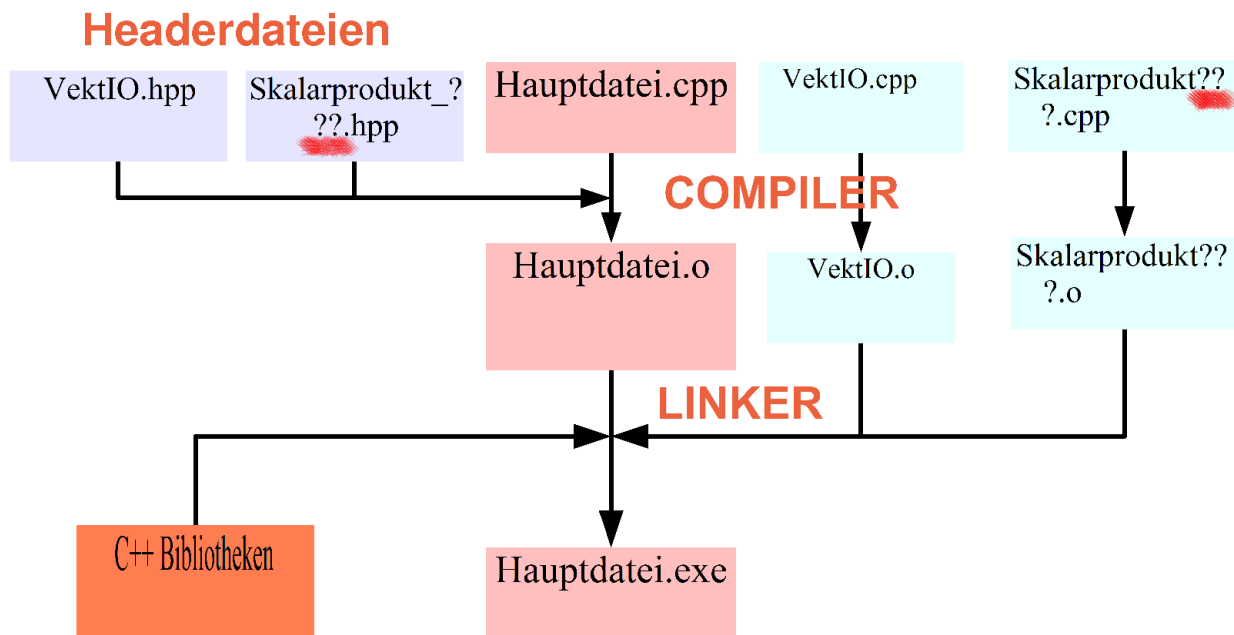 Headerdateien
VektIO.hpp
Skalarprodukt_?
??.hpp
Hauptdatei.cpp
VektIO.cpp
Skalarprodukt??
?.cpp
COMPILER
Hauptdatei.o
VektIO.o
Skalarprodukt??
?.o
LINKER
C++ Bibliotheken
Hauptdatei.exe